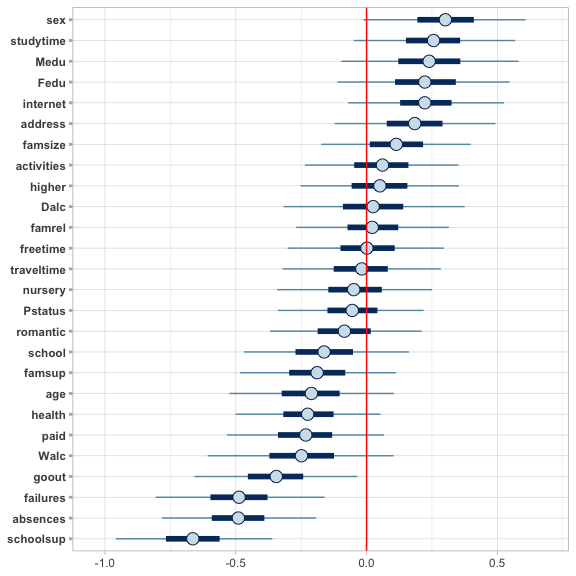 sex
studytime
Medu
Fedu
internet
address
famsize
activities
higher
Dalc
famrel
freetime
traveltime
nursery
Pstatus
romantic
school
famsup
age
health
paid
Walc
goout
failures
absences
schoolsup
-1.0 -0.5 0.0 0.5